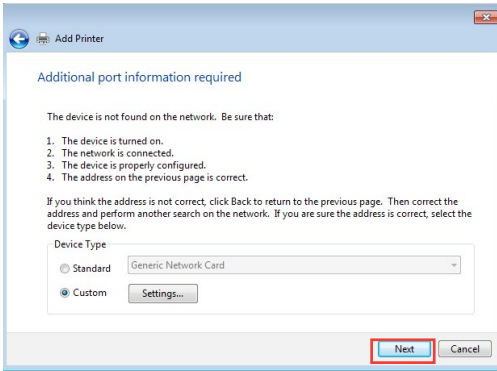 Add Printer
Additional port information required
The device is not found on the network. Be sure that:
1. The device is turned on.
2. The network is connected.
3. The device is properly configured.
4. The address on the previous page is correct.
If you think the address is not correct, click Back to return to the previous page. Then correct the
address and perform another search on the network. If you are sure the address is correct, select the
device type below.
Device Type
Standard
Generic Network Card
Custom
Settings...
Next
Cancel